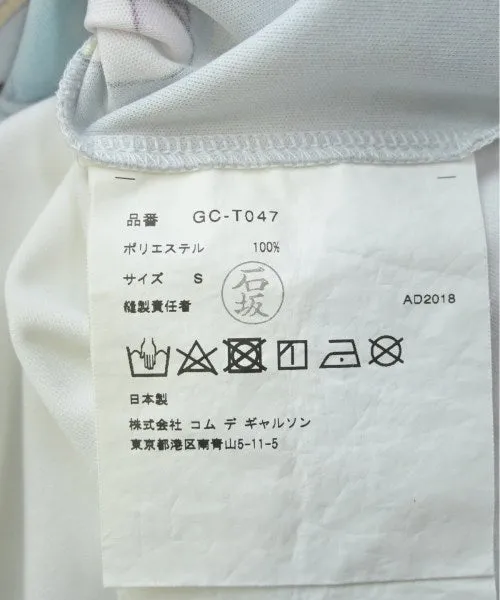 品番 GC-T047
ポリエステル 100%
サイズ S
縫製責任者 石坂 AD2018
日本製
株式会社 コム デ ギャルソン
東京都港区南青山5-11-5